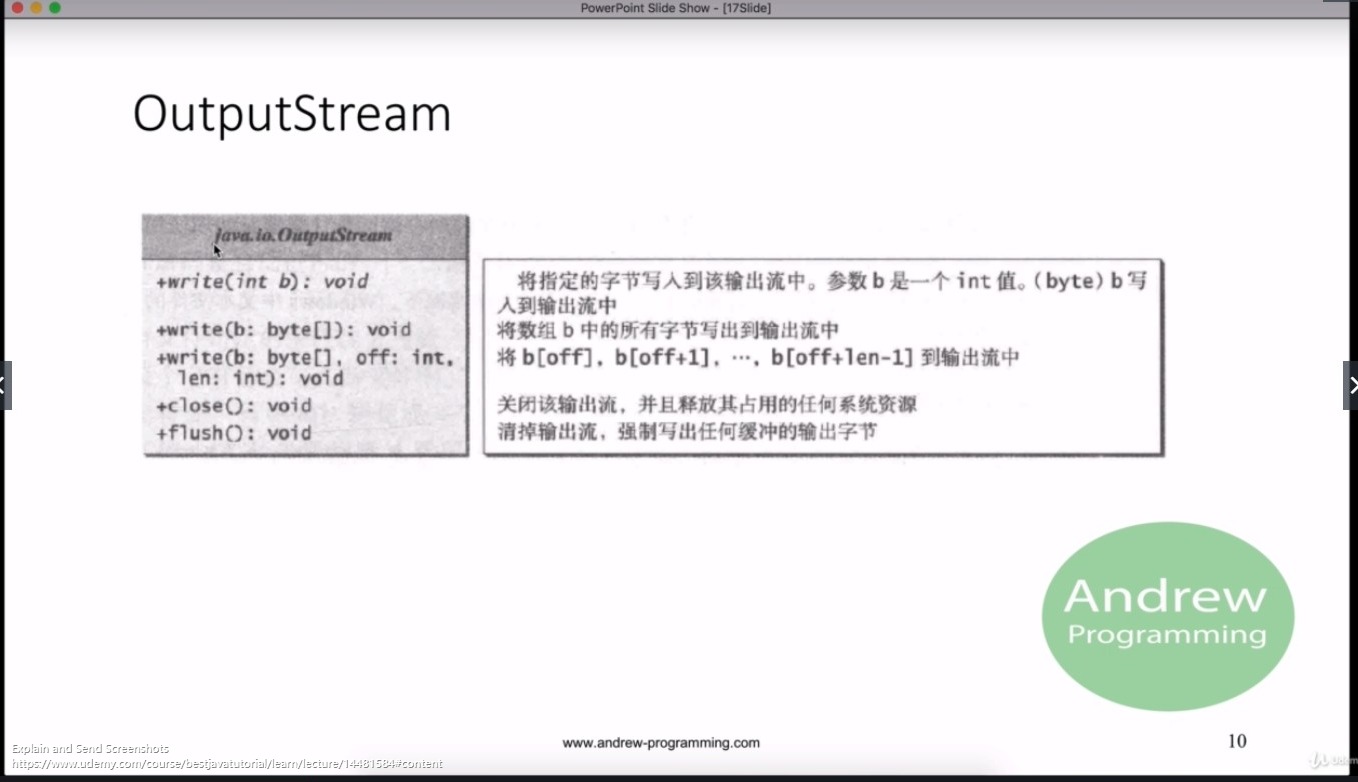 PowerPoint Slide Show - [17Slide]
OutputStream
java.io.OutputStream
+write(int b): void
+write(b: byte[]): void
+write(b: byte[], off: int,
len: int): void
+close(): void
+flush(): void
将指定的字节写入到该输出流中。参数 b 是一个 int 值。(byte) b 写
入到输出流中
将数组 b 中的所有字节写出到输出流中
将 b[off], b[off+1], …, b[off+len-1] 到输出流中
关闭该输出流，并且释放其占用的任何系统资源
清掉输出流，强制写出任何缓冲的输出字节
Andrew
Programming
www.andrew-programming.com
10
Explain and Send Screenshots
https://www.udemy.com/course/bestjavatutorial/learn/lecture/14481584#content